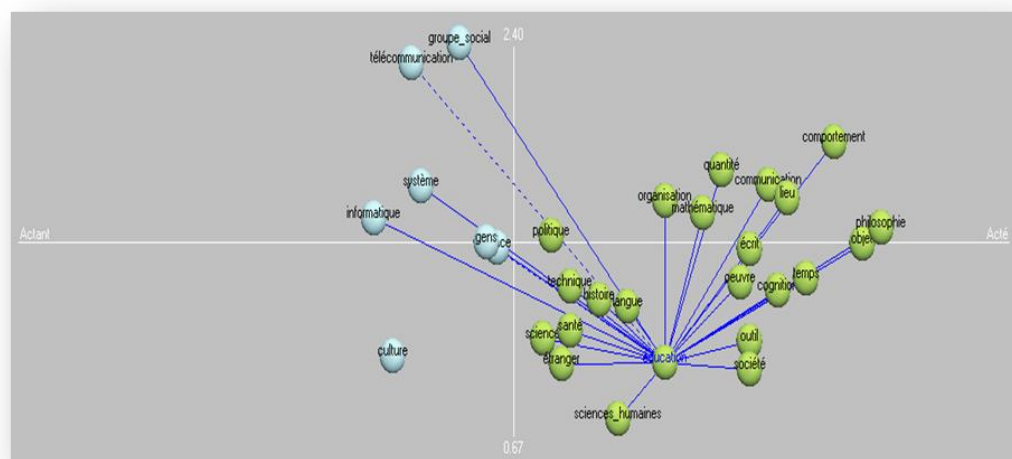 groupe_social
2.40
télécommunication
comportement
quantité
communication
système
lieu
organisation
mathématique
informatique
philosophie
politique
gens
Actant
Acté
objet
écrit
temps
technique
oeuvre
cognition
histoire
langue
santé
science
outil
culture
éducation
étranger
société
sciences_humaines
0.67